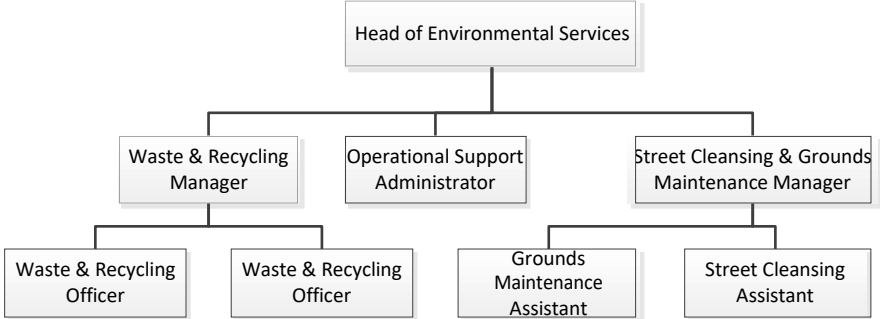 Head of Environmental Services
Waste & Recycling
Manager
Operational Support
Administrator
Street Cleansing & Grounds
Maintenance Manager
Waste & Recycling
Officer
Waste & Recycling
Officer
Grounds
Maintenance
Assistant
Street Cleansing
Assistant